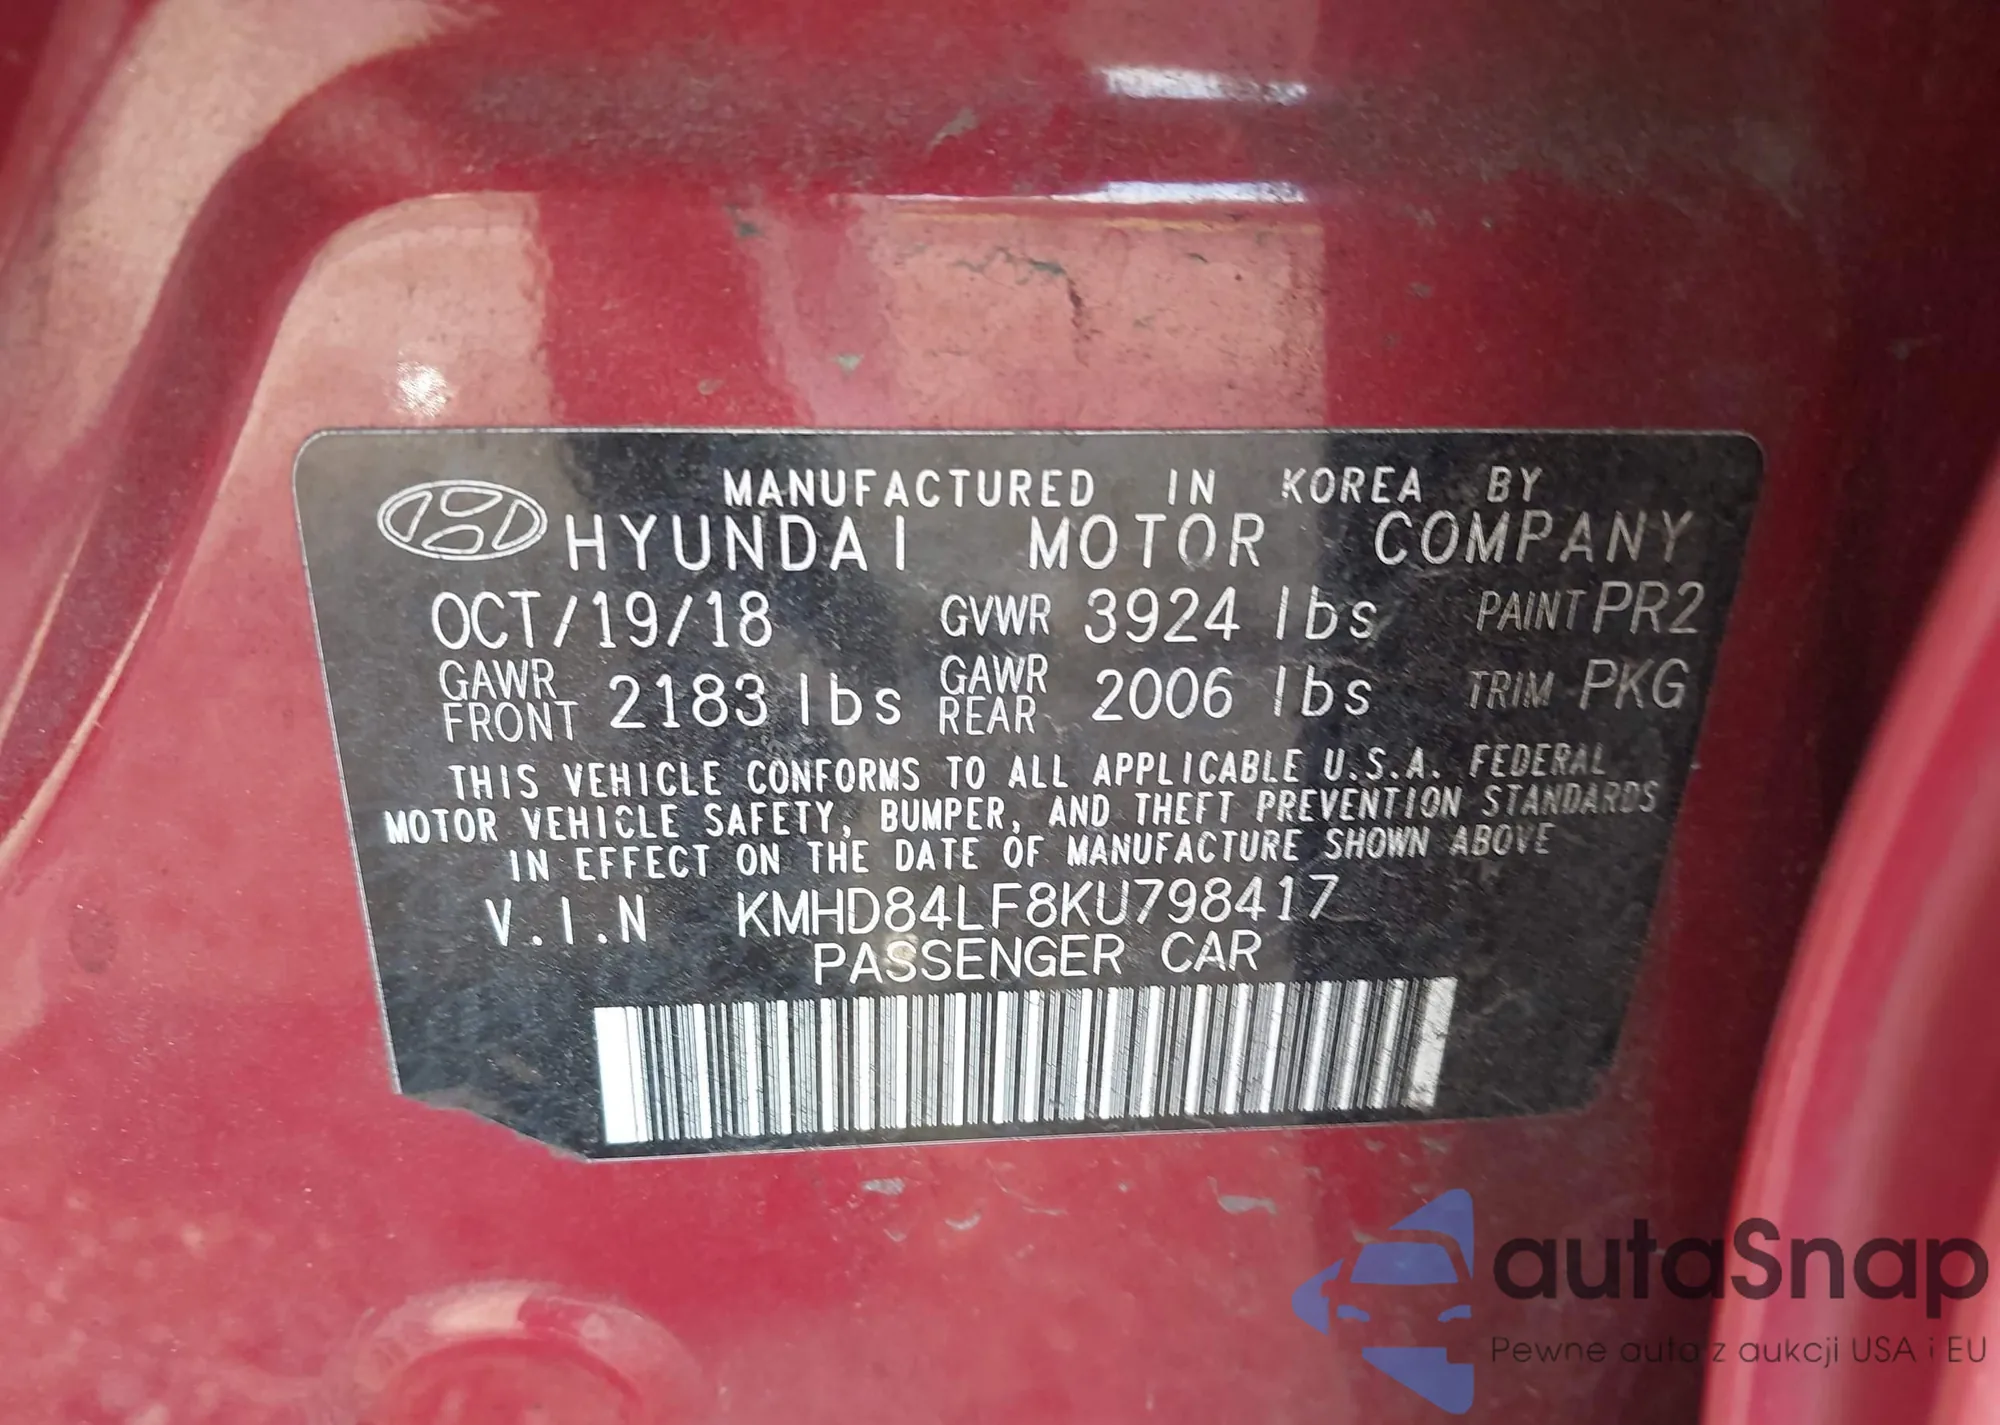 MANUFACTURED IN KOREA BY
HYUNDAI MOTOR COMPANY
OCT/19/18 GVWR 3924 lbs PAINT PR2
GAWR FRONT 2183 lbs GAWR REAR 2006 lbs TRIM PKG
THIS VEHICLE CONFORMS TO ALL APPLICABLE U.S.A. FEDERAL
MOTOR VEHICLE SAFETY, BUMPER, AND THEFT PREVENTION STANDARDS
IN EFFECT ON THE DATE OF MANUFACTURE SHOWN ABOVE
V.I.N KMHD84LF8KU798417
PASSENGER CAR
autaSnap
Pewne auta z aukcji USA i EU